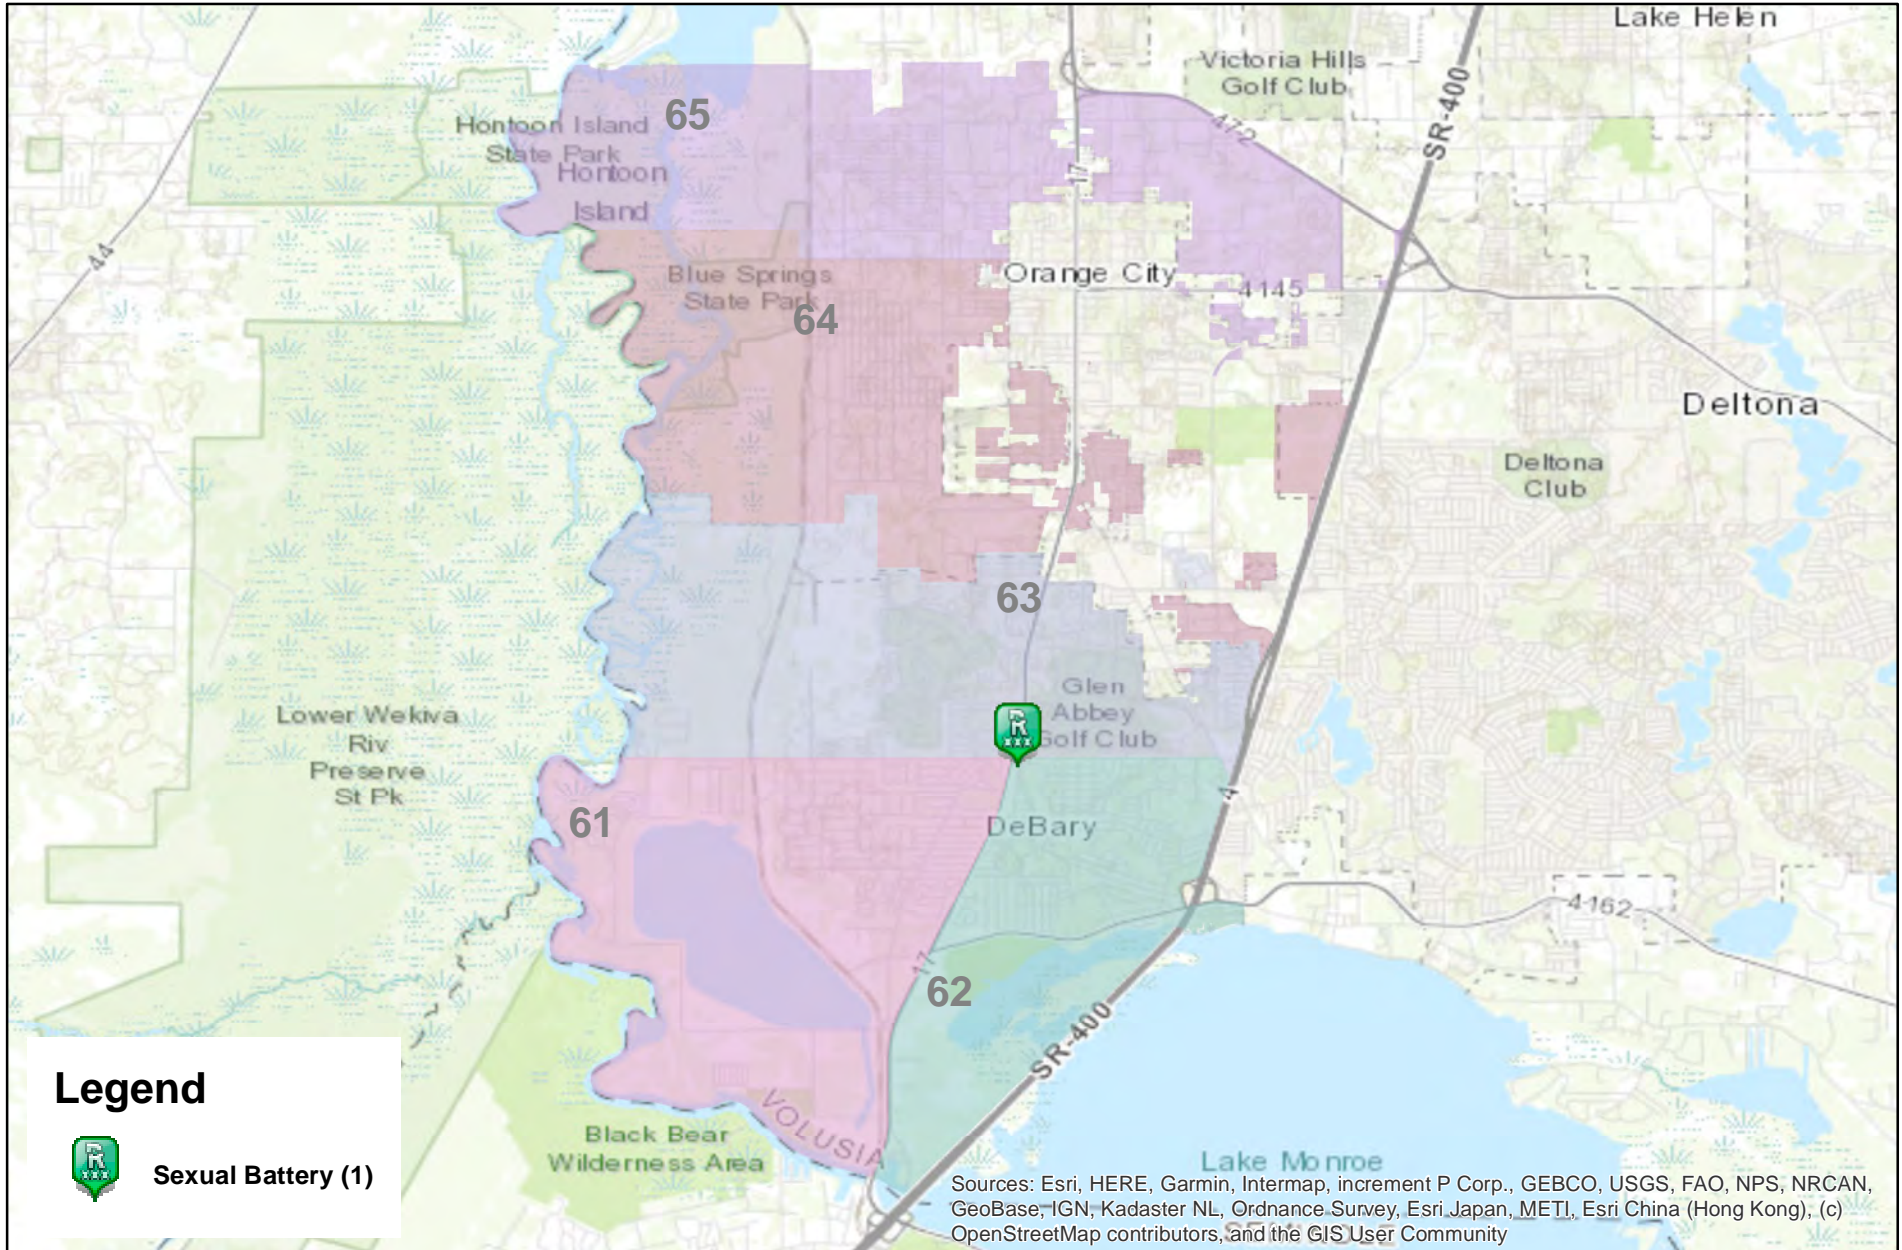 Lake Helen
Victoria Hills
Golf Club
SR-400
472
65
Hontoon Island
State Park
Hontoon
Island
17
44
Blue Springs
State Park
64
Orange City
4145
Deltona
Deltona
Club
63
Glen
Abbey
Golf Club
R
xxx
Lower Wekiva
Riv
Preserve
St Pk
61
DeBary
4
4162
17
62
SR-400
VOLUSIA
Black Bear
Wilderness Area
Lake Monroe
SEMINOLE
Legend
R
xxx
Sexual Battery (1)
Sources: Esri, HERE, Garmin, Intermap, increment P Corp., GEBCO, USGS, FAO, NPS, NRCAN,
GeoBase, IGN, Kadaster NL, Ordnance Survey, Esri Japan, METI, Esri China (Hong Kong), (c)
OpenStreetMap contributors, and the GIS User Community